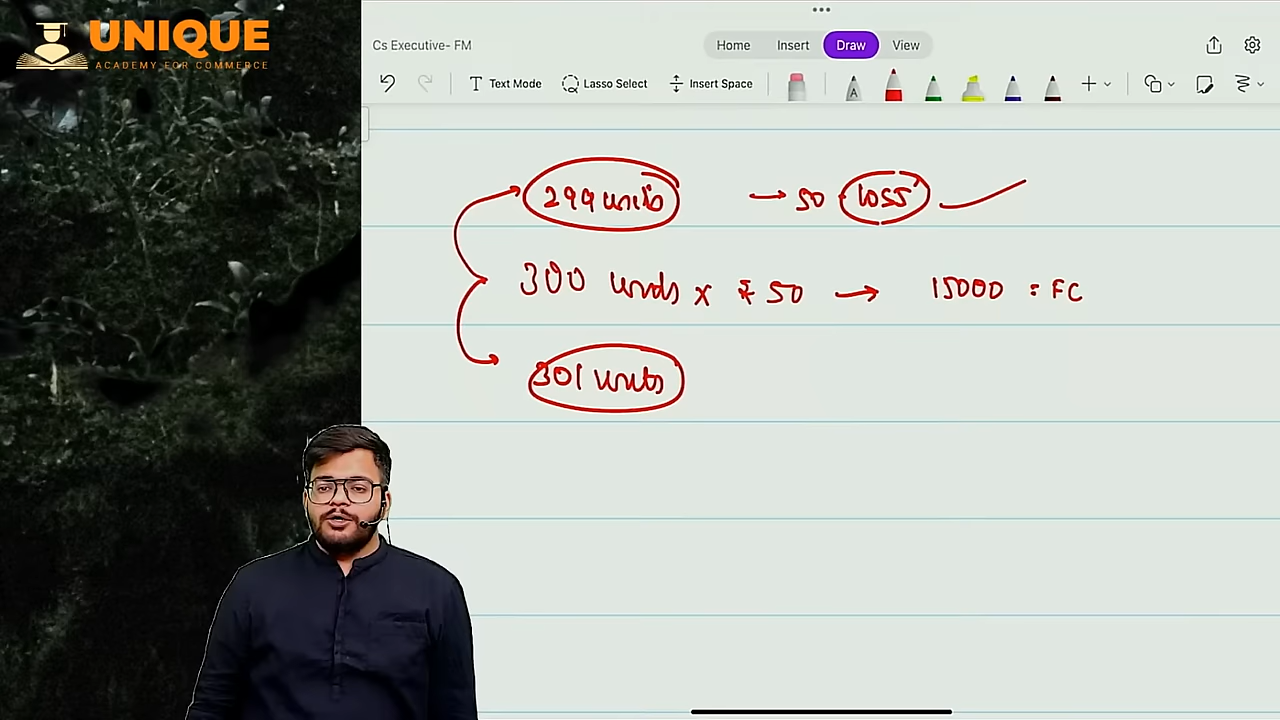 UNIQUE
ACADEMY FOR COMMERCE
Cs Executive- FM
Home Insert Draw View
Text Mode Lasso Select Insert Space
299 units → 50 loss
300 units x ₹ 50 → 15000 = FC
301 units